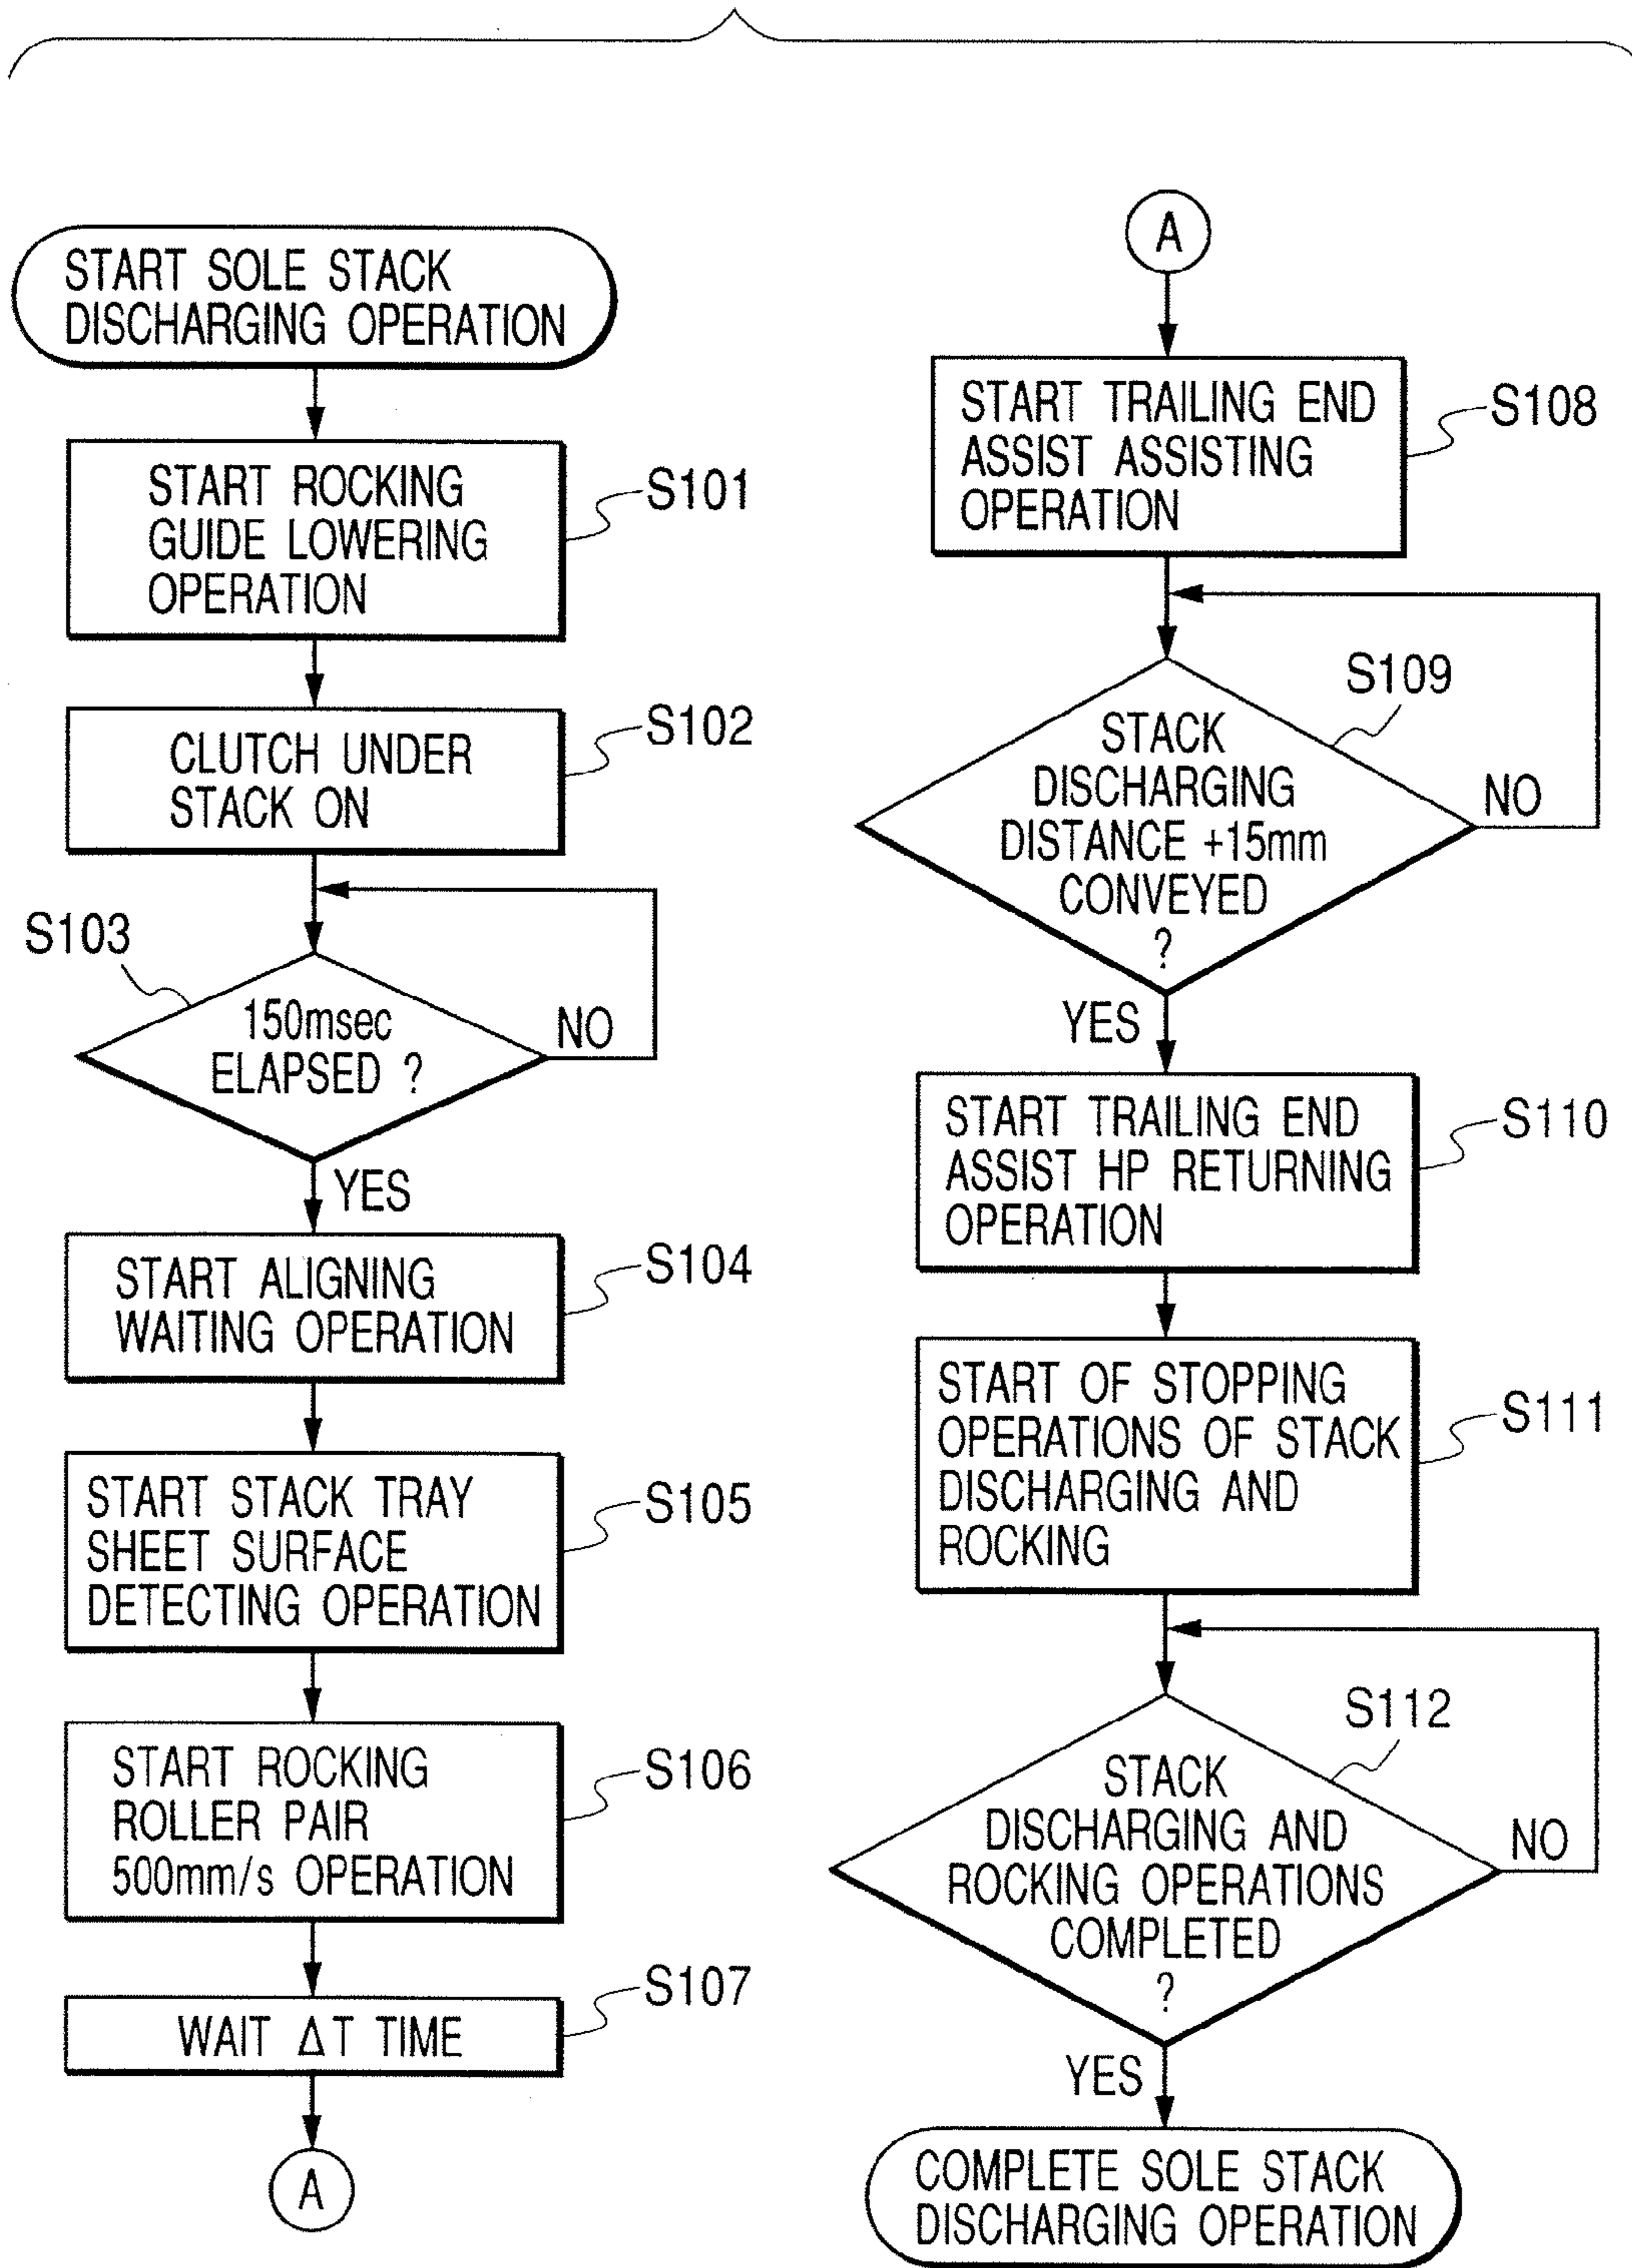 START SOLE STACK
DISCHARGING OPERATION
START ROCKING
GUIDE LOWERING
OPERATION
S101
CLUTCH UNDER
STACK ON
S102
S103
150msec
ELAPSED ?
NO
YES
START ALIGNING
WAITING OPERATION
S104
START STACK TRAY
SHEET SURFACE
DETECTING OPERATION
S105
START ROCKING
ROLLER PAIR
500mm/s OPERATION
S106
WAIT ΔT TIME
S107
A
A
START TRAILING END
ASSIST ASSISTING
OPERATION
S108
S109
STACK
DISCHARGING
DISTANCE +15mm
CONVEYED
?
NO
YES
START TRAILING END
ASSIST HP RETURNING
OPERATION
S110
START OF STOPPING
OPERATIONS OF STACK
DISCHARGING AND
ROCKING
S111
S112
STACK
DISCHARGING AND
ROCKING OPERATIONS
COMPLETED
?
NO
YES
COMPLETE SOLE STACK
DISCHARGING OPERATION